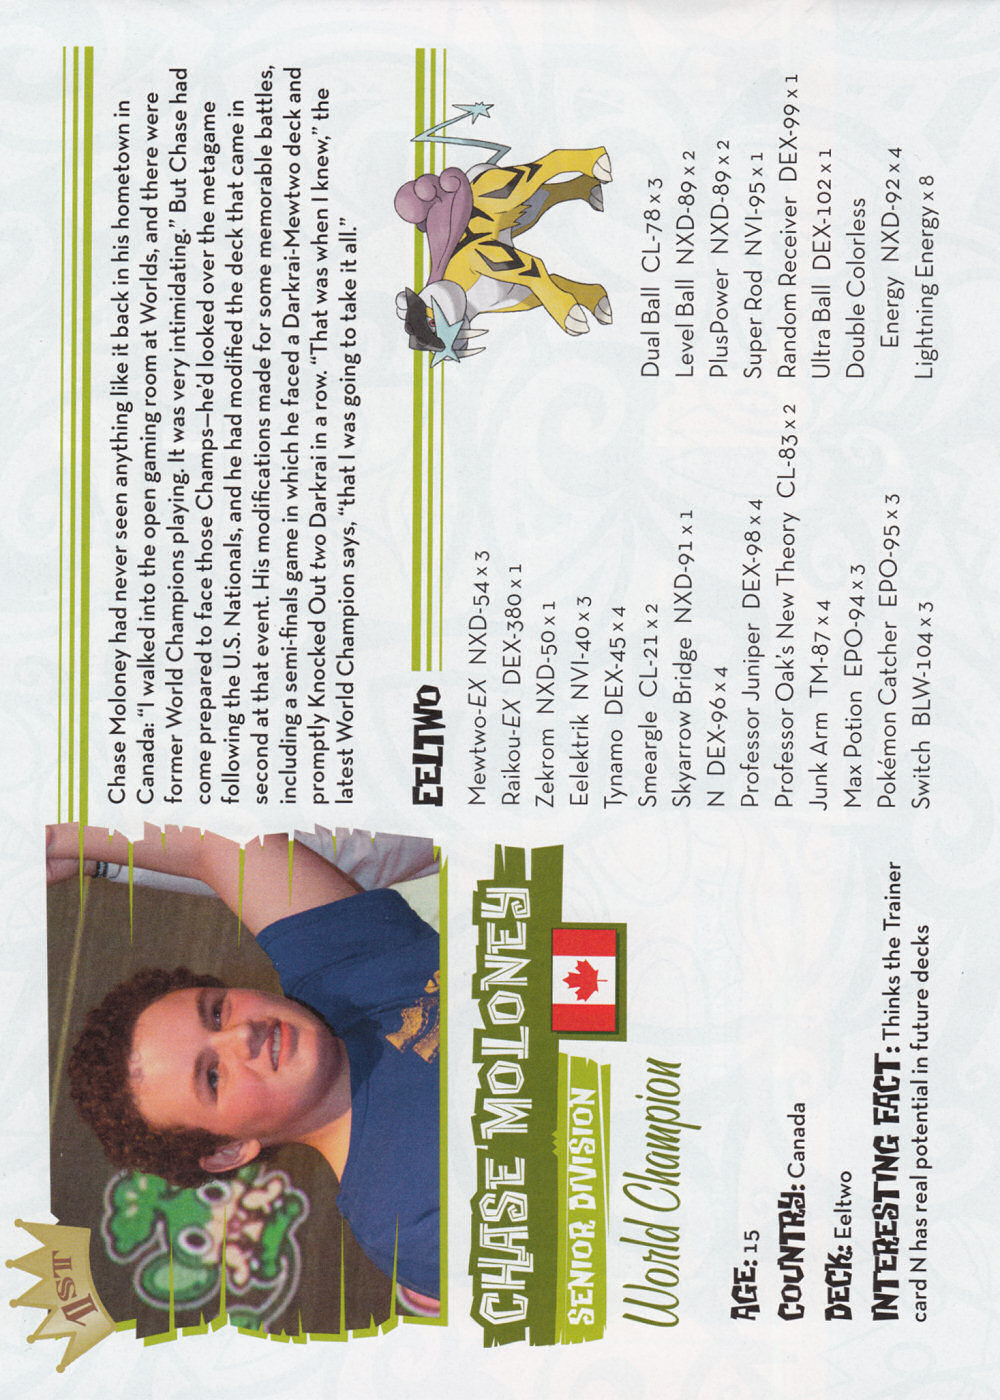 1ST
Chase Moloney had never seen anything like it back in his hometown in
Canada: “I walked into the open gaming room at Worlds, and there were
former World Champions playing. It was very intimidating.” But Chase had
come prepared to face those Champs—he’d looked over the metagame
following the U.S. Nationals, and he had modified the deck that came in
second at that event. His modifications made for some memorable battles,
including a semi-finals game in which he faced a Darkrai-Mewtwo deck and
promptly Knocked Out two Darkrai in a row. “That was when I knew,” the
latest World Champion says, “that I was going to take it all.”
CHASE MOLONEY
SENIOR DIVISION
World Champion
AGE: 15
COUNTRY: Canada
DECK: Eeltwo
INTERESTING FACT: Thinks the Trainer
card N has real potential in future decks
EELTWO
Mewtwo-EX NXD-54 x 3
Raikou-EX DEX-380 x 1
Zekrom NXD-50 x 1
Eelektrik NVI-40 x 3
Tynamo DEX-45 x 4
Smeargle CL-21 x 2
Skyarrow Bridge NXD-91 x 1
N DEX-96 x 4
Professor Juniper DEX-98 x 4
Professor Oak’s New Theory CL-83 x 2
Junk Arm TM-87 x 4
Max Potion EPO-94 x 3
Pokémon Catcher EPO-95 x 3
Switch BLW-104 x 3
Dual Ball CL-78 x 3
Level Ball NXD-89 x 2
PlusPower NXD-89 x 2
Super Rod NVI-95 x 1
Random Receiver DEX-99 x 1
Ultra Ball DEX-102 x 1
Double Colorless
Energy NXD-92 x 4
Lightning Energy x 8